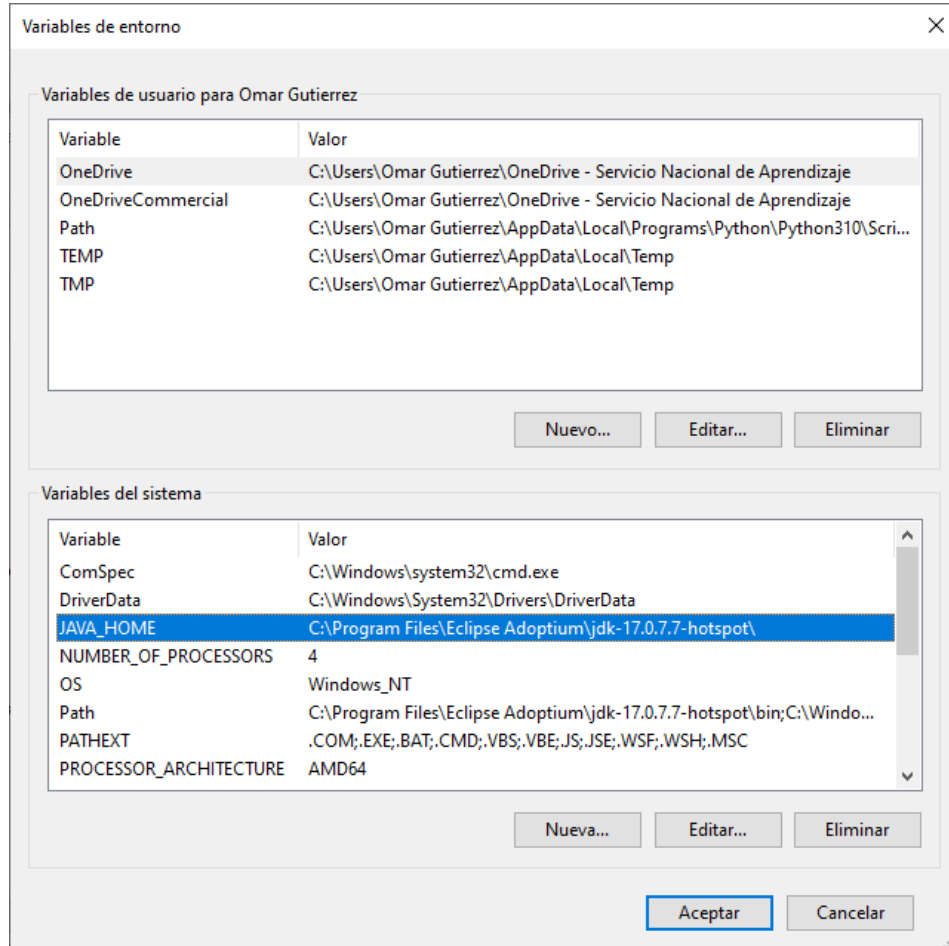 Variables de entorno
Variables de usuario para Omar Gutierrez
Variable Valor
OneDrive C:\Users\Omar Gutierrez\OneDrive - Servicio Nacional de Aprendizaje
OneDriveCommercial C:\Users\Omar Gutierrez\OneDrive - Servicio Nacional de Aprendizaje
Path C:\Users\Omar Gutierrez\AppData\Local\Programs\Python\Python310\Scri...
TEMP C:\Users\Omar Gutierrez\AppData\Local\Temp
TMP C:\Users\Omar Gutierrez\AppData\Local\Temp
Nuevo... Editar... Eliminar
Variables del sistema
Variable Valor
ComSpec C:\Windows\system32\cmd.exe
DriverData C:\Windows\System32\Drivers\DriverData
JAVA_HOME C:\Program Files\Eclipse Adoptium\jdk-17.0.7.7-hotspot\
NUMBER_OF_PROCESSORS 4
OS Windows_NT
Path C:\Program Files\Eclipse Adoptium\jdk-17.0.7.7-hotspot\bin;C:\Windo...
PATHEXT .COM;.EXE;.BAT;.CMD;.VBS;.VBE;.JS;.JSE;.WSF;.WSH;.MSC
PROCESSOR_ARCHITECTURE AMD64
Nueva... Editar... Eliminar
Aceptar Cancelar